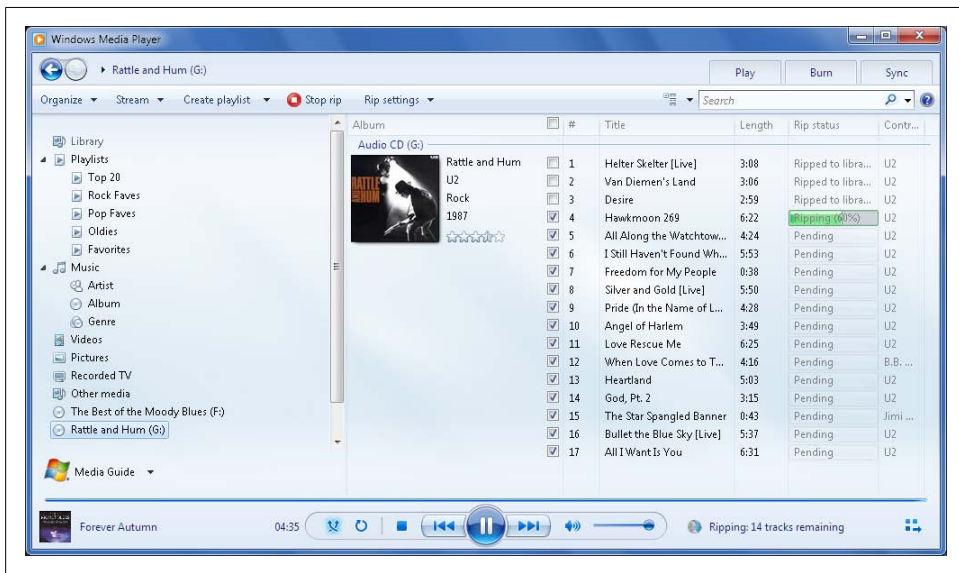 Windows Media Player
Rattle and Hum (G:)
Play Burn Sync
Organize Stream Create playlist Stop rip Rip settings Search
Library
Playlists
Top 20
Rock Faves
Pop Faves
Oldies
Favorites
Music
Artist
Album
Genre
Videos
Pictures
Recorded TV
Other media
The Best of the Moody Blues (F:)
Rattle and Hum (G:)
Media Guide
Album # Title Length Rip status Contr...
Audio CD (G:)
RATTLE
AND HUM
Rattle and Hum
U2
Rock
1987
1 Helter Skelter [Live] 3:08 Ripped to libra... U2
2 Van Diemen's Land 3:06 Ripped to libra... U2
3 Desire 2:59 Ripped to libra... U2
4 Hawkmoon 269 6:22 Ripping (60%) U2
5 All Along the Watchtow... 4:24 Pending U2
6 I Still Haven't Found Wh... 5:53 Pending U2
7 Freedom for My People 0:38 Pending U2
8 Silver and Gold [Live] 5:50 Pending U2
9 Pride (In the Name of L... 4:28 Pending U2
10 Angel of Harlem 3:49 Pending U2
11 Love Rescue Me 6:25 Pending U2
12 When Love Comes to T... 4:16 Pending B.B. ...
13 Heartland 5:03 Pending U2
14 God, Pt. 2 3:15 Pending U2
15 The Star Spangled Banner 0:43 Pending Jimi ...
16 Bullet the Blue Sky [Live] 5:37 Pending U2
17 All I Want Is You 6:31 Pending U2
Forever Autumn 04:35 Ripping: 14 tracks remaining